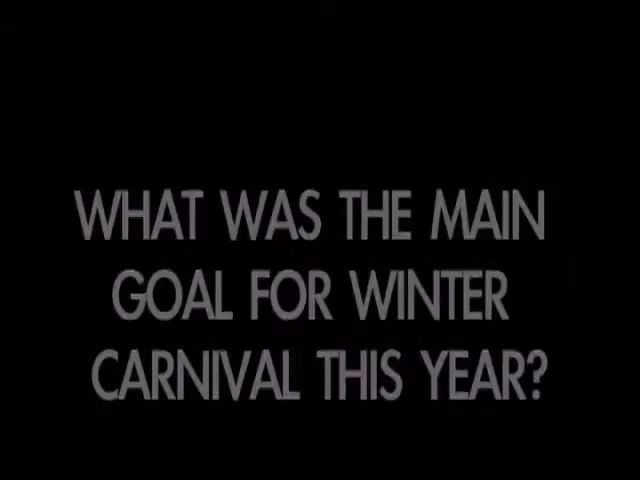 WHAT WAS THE MAIN
GOAL FOR WINTER
CARNIVAL THIS YEAR?